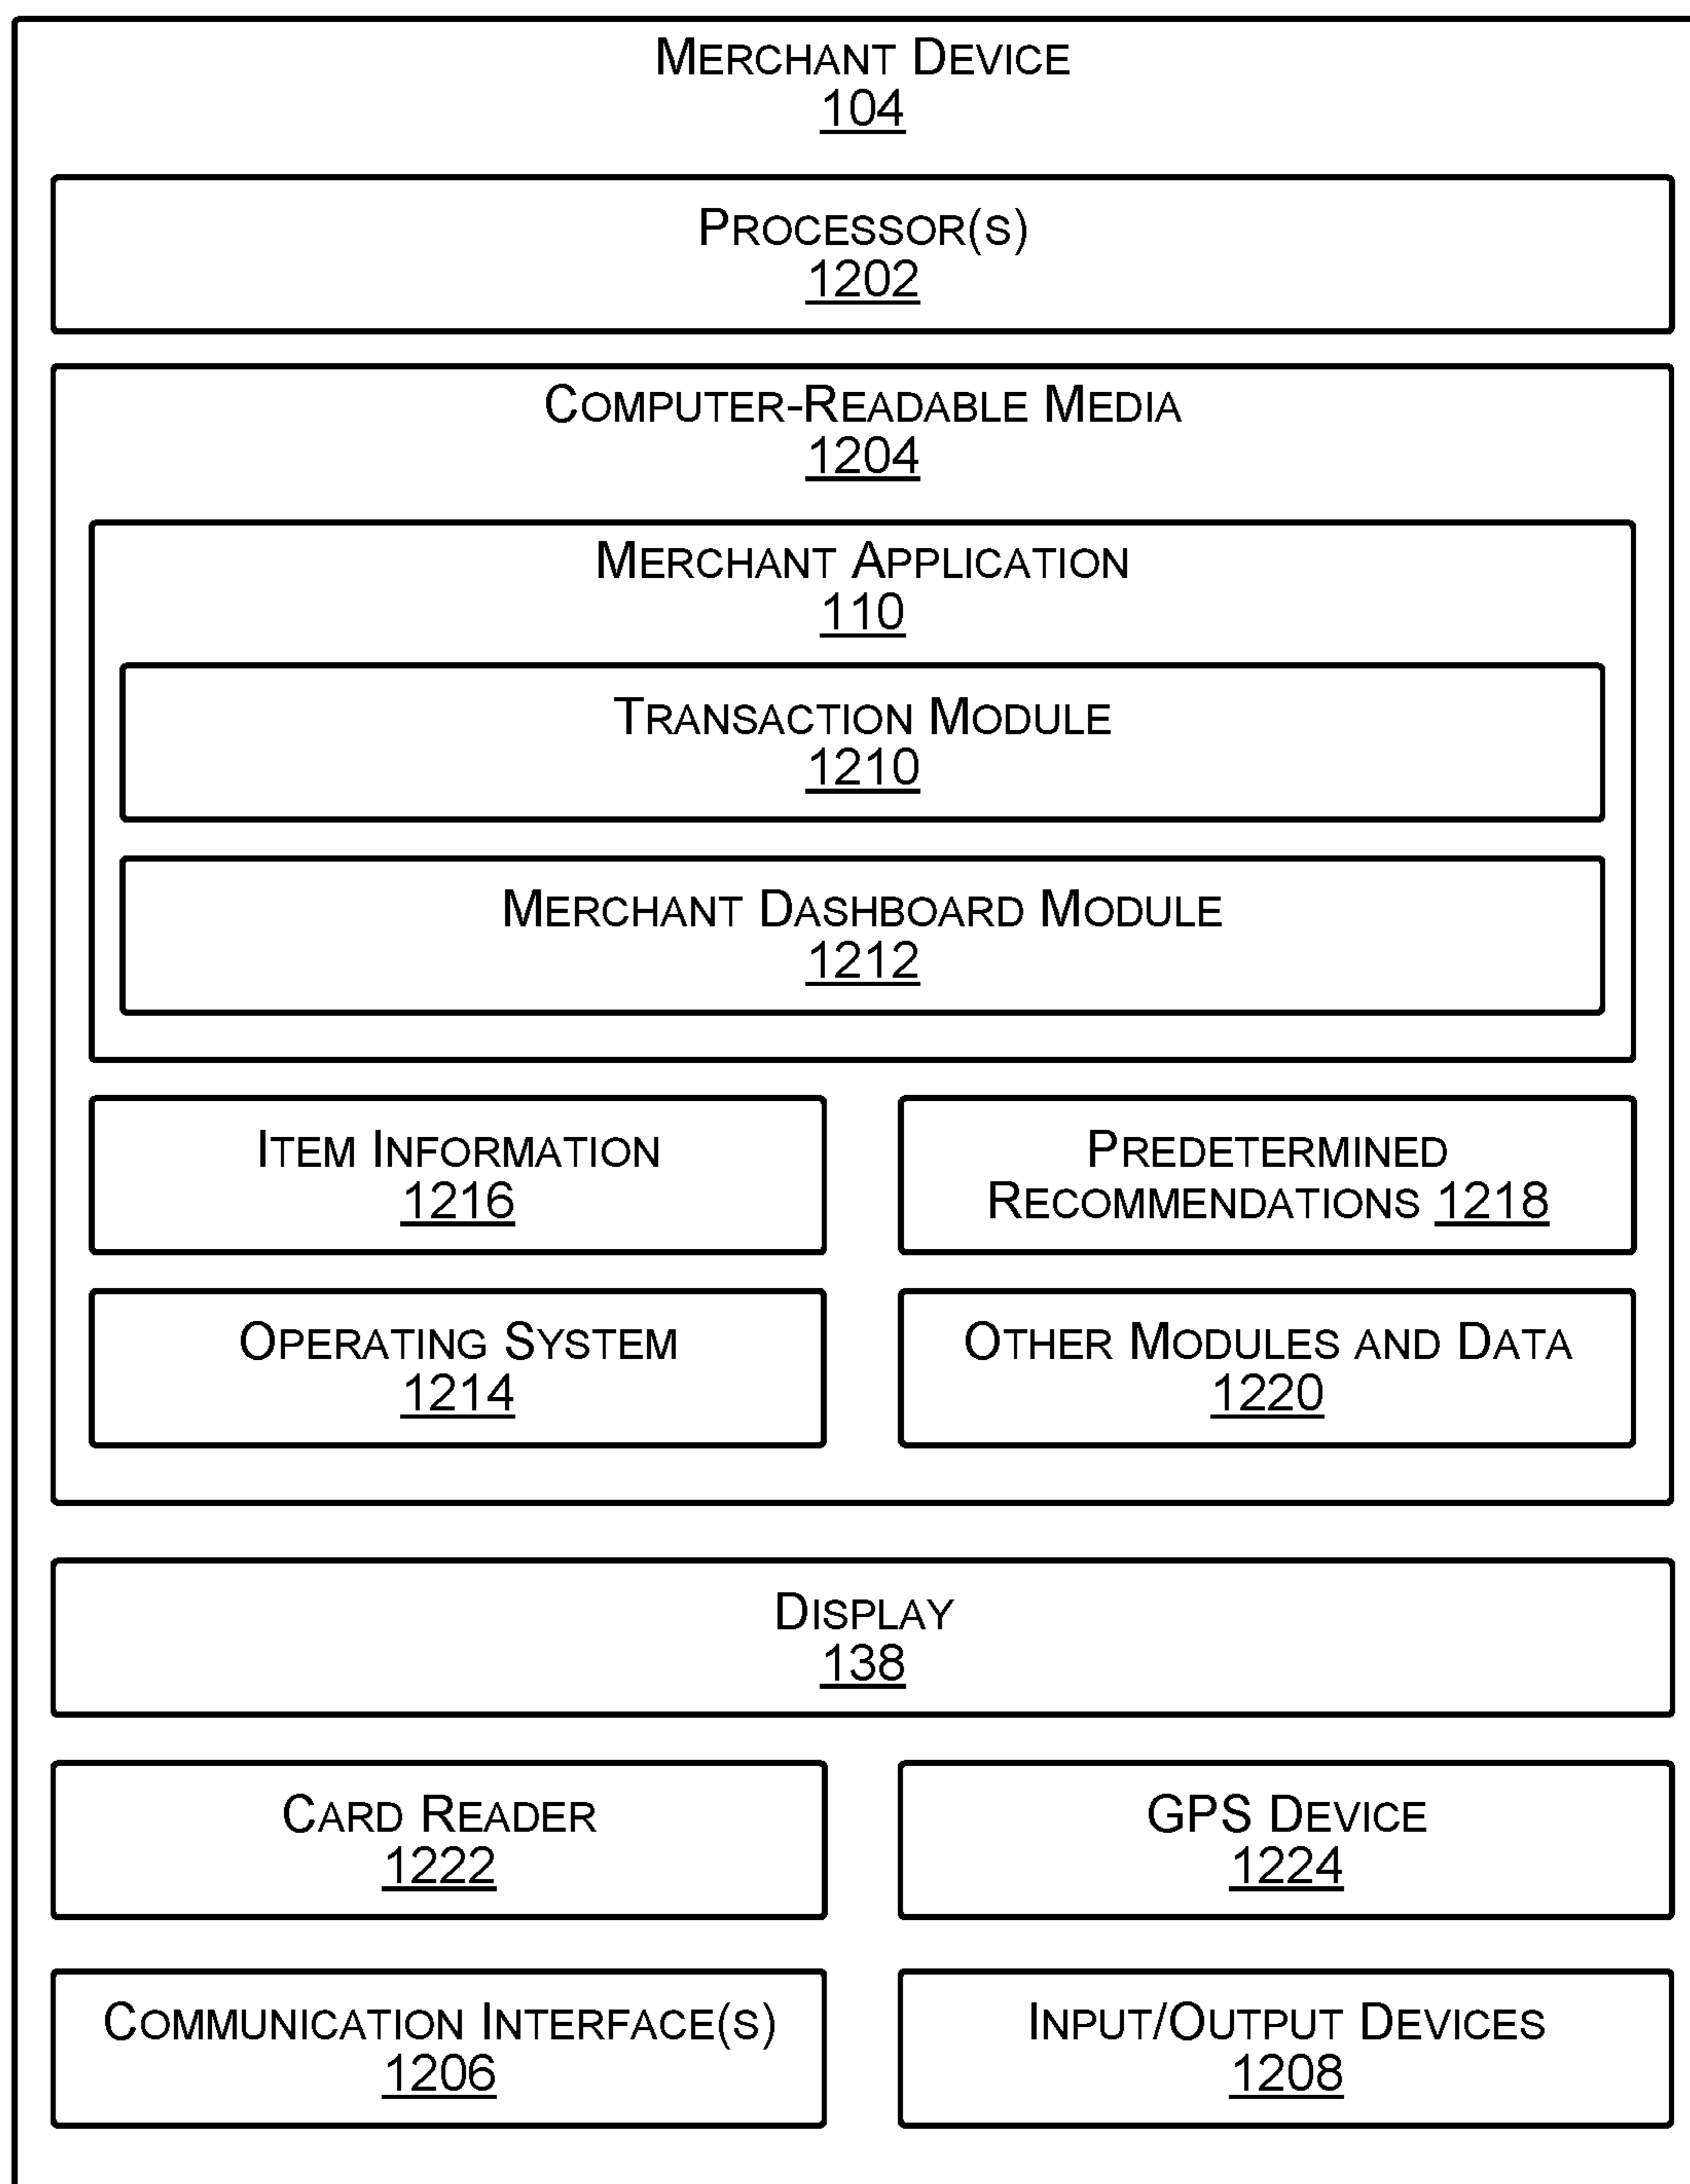 MERCHANT DEVICE
104
PROCESSOR(S)
1202
COMPUTER-READABLE MEDIA
1204
MERCHANT APPLICATION
110
TRANSACTION MODULE
1210
MERCHANT DASHBOARD MODULE
1212
ITEM INFORMATION
1216
PREDETERMINED
RECOMMENDATIONS 1218
OPERATING SYSTEM
1214
OTHER MODULES AND DATA
1220
DISPLAY
138
CARD READER
1222
GPS DEVICE
1224
COMMUNICATION INTERFACE(S)
1206
INPUT/OUTPUT DEVICES
1208